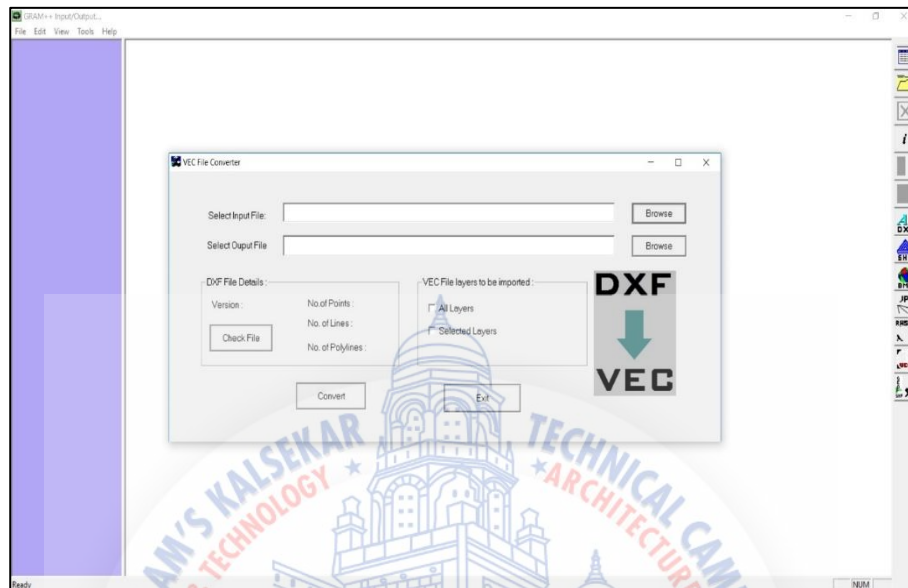 GRAM++ Input/Output...
File Edit View Tools Help
VEC File Converter
Select Input File:
Browse
Select Ouput File
Browse
DXF File Details :
Version :
No.of Points :
No. of Lines :
No. of Polylines :
Check File
VEC File layers to be imported :
All Layers
Selected Layers
DXF
VEC
Convert
Exit
KALSEKAR TECHNICAL
TECHNOLOGY ARCHITECTURE
Ready
NUM